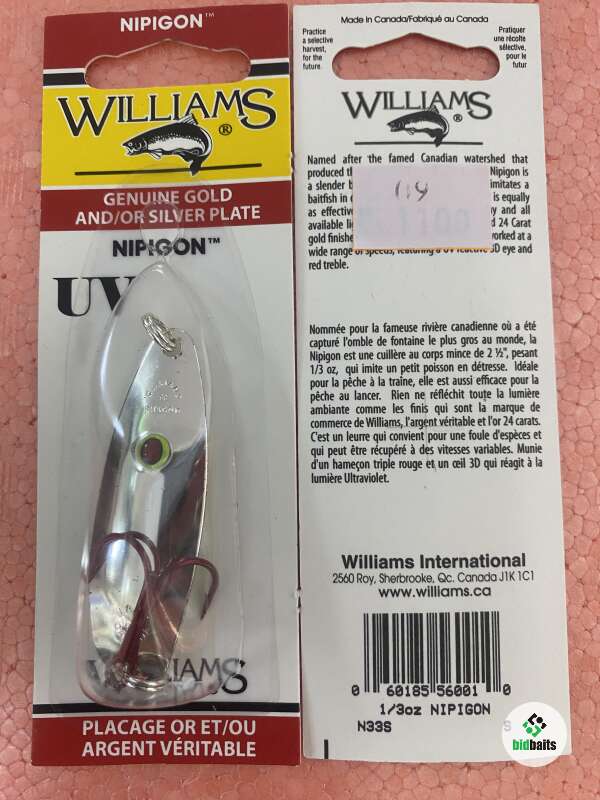 NIPIGON™
WILLIAMS®
GENUINE GOLD
AND/OR SILVER PLATE
NIPIGON™
UV
NIPIGON
WILLIAMS
PLACAGE OR ET/OU
ARGENT VÉRITABLE
Made in Canada/Fabriqué au Canada
Practice
a selective
harvest,
for the
future
Pratiquer
une récolte
sélective,
pour le
futur
WILLIAMS®
Named after the famed Canadian watershed that
produced Nipigon is
a slender imitates a
baitfish in is equally
as and all
available 24 Carat
gold worked at a
wide range of speeds, featuring a UV reactive 3D eye and
red treble.
Nommée pour la fameuse rivière canadienne où a été
capturé l'omble de fontaine le plus gros au monde, la
Nipigon est une cuillère au corps mince de 2 ½", pesant
1/3 oz, qui imite un petit poisson en détresse. Idéale
pour la pêche à la traîne, elle est aussi efficace pour la
pêche au lancer. Rien ne réfléchit toute la lumière
ambiante comme les finis qui sont la marque de
commerce de Williams, l'argent véritable et l'or 24 carats.
C'est un leurre qui convient pour une foule d'espèces et
qui peut être récupéré à des vitesses variables. Munie
d'un hameçon triple rouge et un œil 3D qui réagit à la
lumière Ultraviolet.
Williams International
2560 Roy, Sherbrooke, Qc. Canada J1K 1C1
www.williams.ca
0 60185 56001 0
1/3oz NIPIGON
N33S S
bidbaits